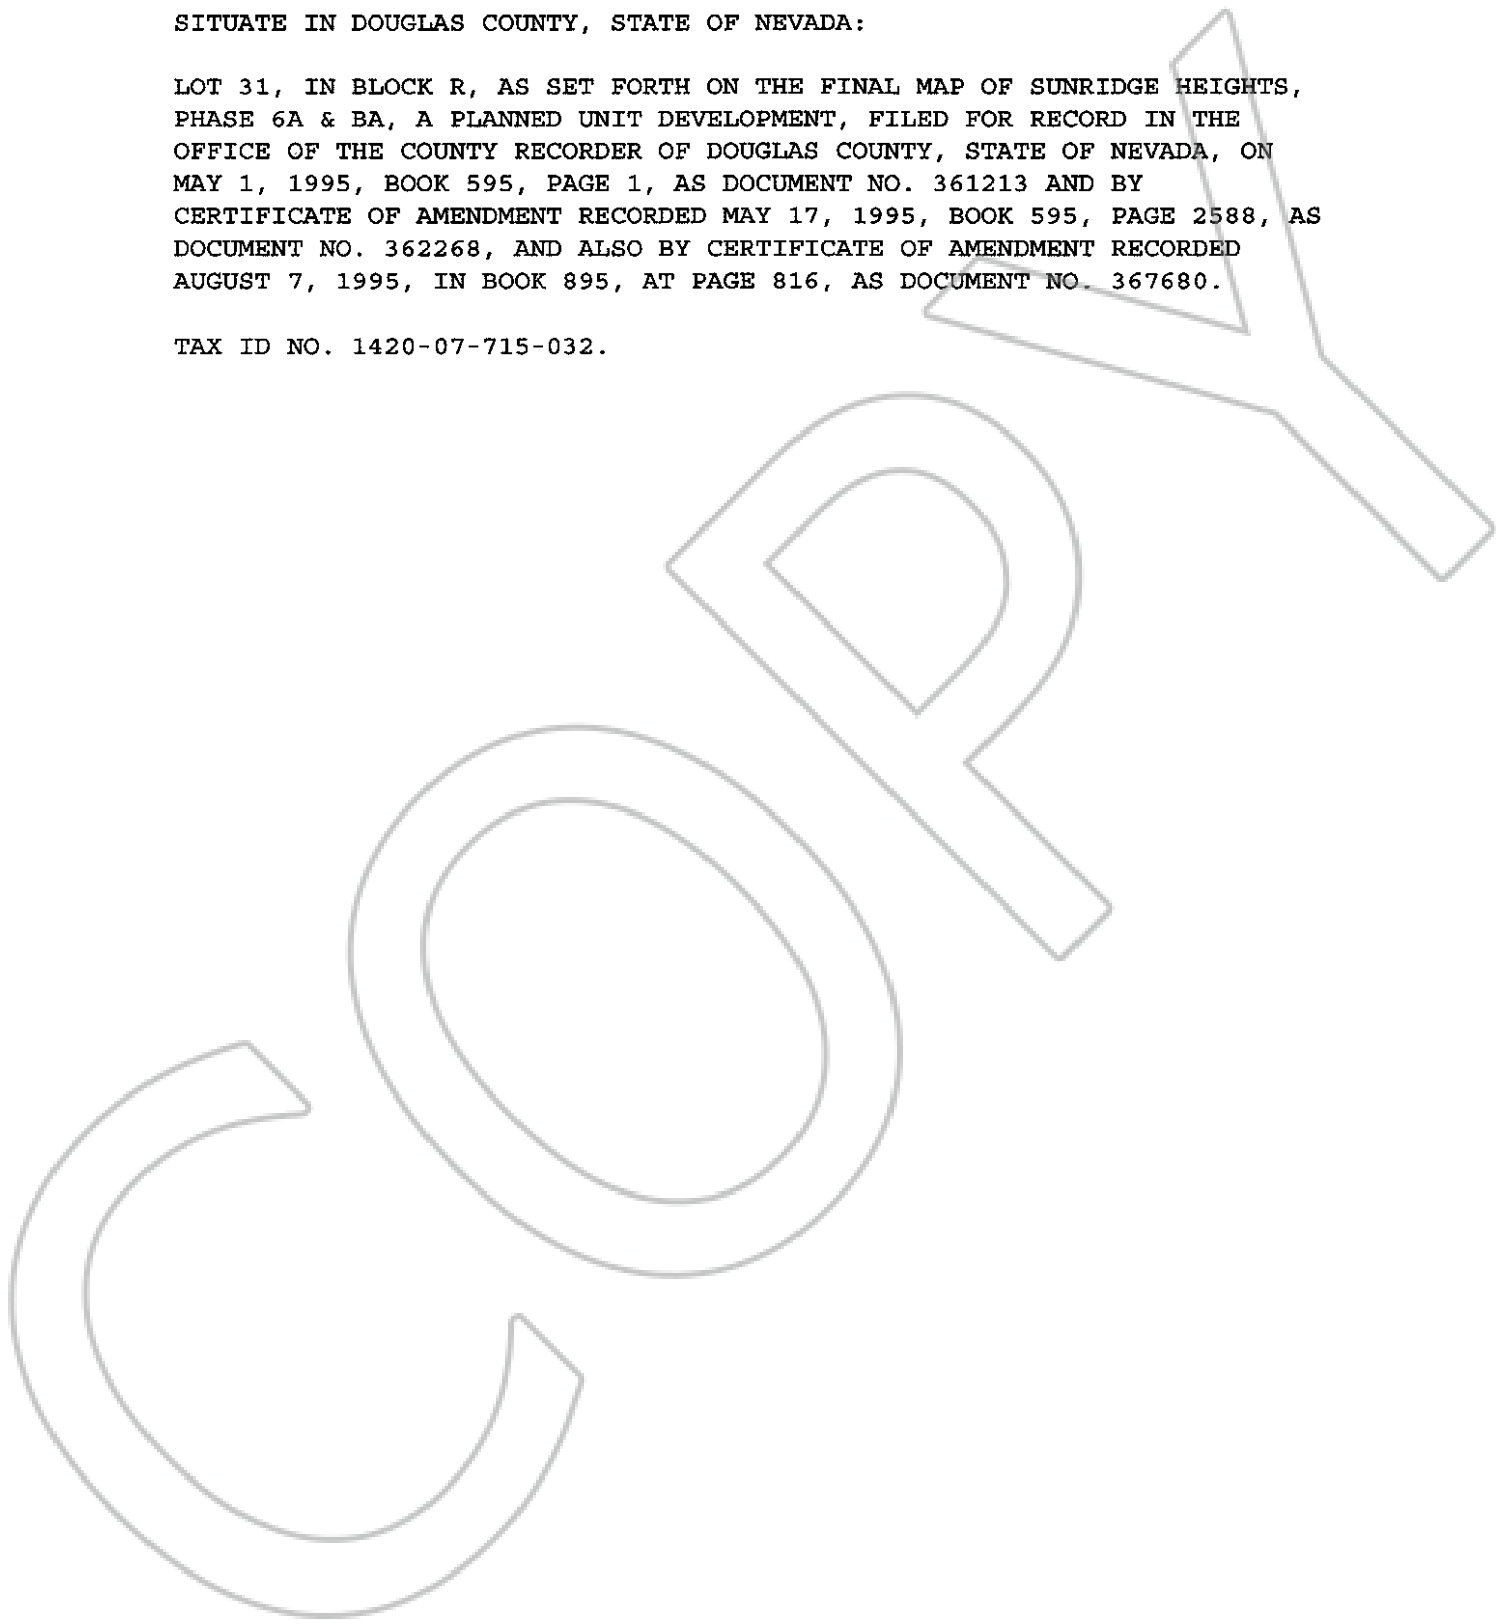 SITUATE IN DOUGLAS COUNTY, STATE OF NEVADA:
LOT 31, IN BLOCK R, AS SET FORTH ON THE FINAL MAP OF SUNRIDGE HEIGHTS,
PHASE 6A & BA, A PLANNED UNIT DEVELOPMENT, FILED FOR RECORD IN THE
OFFICE OF THE COUNTY RECORDER OF DOUGLAS COUNTY, STATE OF NEVADA, ON
MAY 1, 1995, BOOK 595, PAGE 1, AS DOCUMENT NO. 361213 AND BY
CERTIFICATE OF AMENDMENT RECORDED MAY 17, 1995, BOOK 595, PAGE 2588, AS
DOCUMENT NO. 362268, AND ALSO BY CERTIFICATE OF AMENDMENT RECORDED
AUGUST 7, 1995, IN BOOK 895, AT PAGE 816, AS DOCUMENT NO. 367680.
TAX ID NO. 1420-07-715-032.
COPY